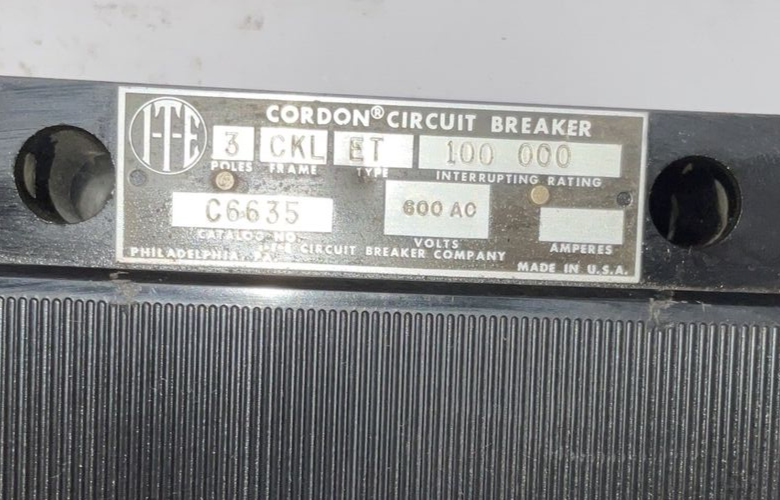 I-T-E
CORDON® CIRCUIT BREAKER
3 CKL ET 100 000
POLES FRAME TYPE INTERRUPTING RATING
C6635 600 AC
CATALOG NO. VOLTS AMPERES
I-T-E CIRCUIT BREAKER COMPANY
PHILADELPHIA, PA. MADE IN U.S.A.